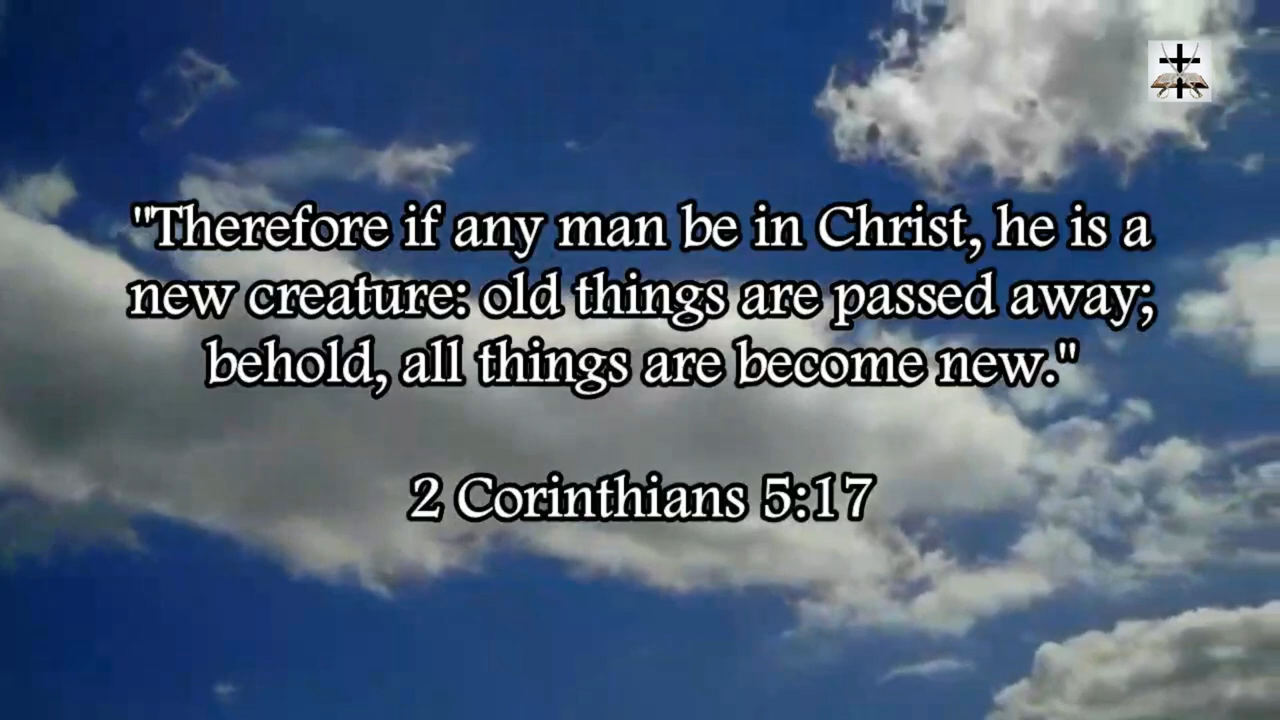 "Therefore if any man be in Christ, he is a
new creature: old things are passed away;
behold, all things are become new."
2 Corinthians 5:17